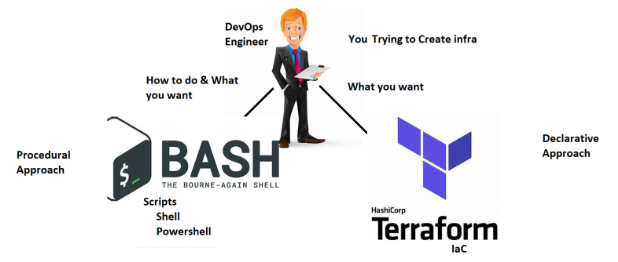 DevOps
Engineer
You Trying to Create infra
How to do & What
you want
What you want
Procedural
Approach
$_
BASH
THE BOURNE-AGAIN SHELL
Scripts
Shell
Powershell
HashiCorp
Terraform
IaC
Declarative
Approach